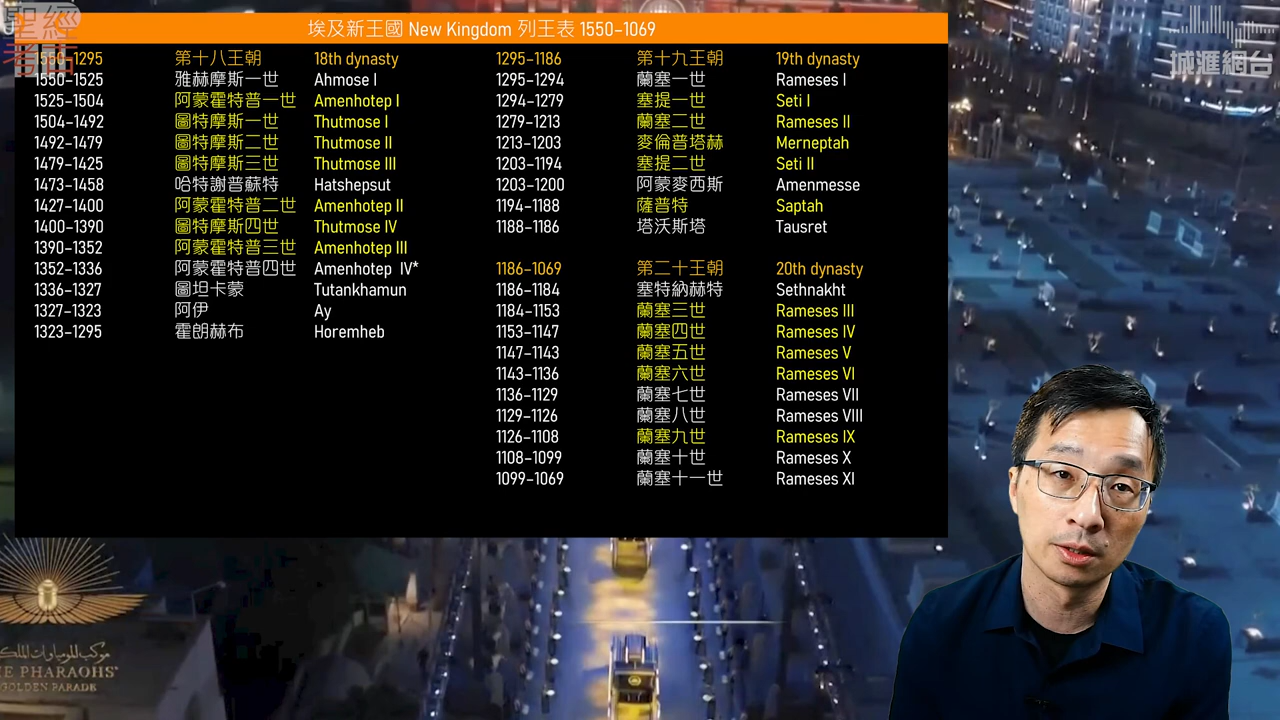 聖經考古
城滙網台
埃及新王國 New Kingdom 列王表 1550-1069
1550-1295 第十八王朝 18th dynasty
1550-1525 雅赫摩斯一世 Ahmose I
1525-1504 阿蒙霍特普一世 Amenhotep I
1504-1492 圖特摩斯一世 Thutmose I
1492-1479 圖特摩斯二世 Thutmose II
1479-1425 圖特摩斯三世 Thutmose III
1473-1458 哈特謝普蘇特 Hatshepsut
1427-1400 阿蒙霍特普二世 Amenhotep II
1400-1390 圖特摩斯四世 Thutmose IV
1390-1352 阿蒙霍特普三世 Amenhotep III
1352-1336 阿蒙霍特普四世 Amenhotep IV*
1336-1327 圖坦卡蒙 Tutankhamun
1327-1323 阿伊 Ay
1323-1295 霍朗赫布 Horemheb
1295-1186 第十九王朝 19th dynasty
1295-1294 蘭塞一世 Rameses I
1294-1279 塞提一世 Seti I
1279-1213 蘭塞二世 Rameses II
1213-1203 麥倫普塔赫 Merneptah
1203-1194 塞提二世 Seti II
1203-1200 阿蒙麥西斯 Amenmesse
1194-1188 薩普特 Saptah
1188-1186 塔沃斯塔 Tausret
1186-1069 第二十王朝 20th dynasty
1186-1184 塞特納赫特 Sethnakht
1184-1153 蘭塞三世 Rameses III
1153-1147 蘭塞四世 Rameses IV
1147-1143 蘭塞五世 Rameses V
1143-1136 蘭塞六世 Rameses VI
1136-1129 蘭塞七世 Rameses VII
1129-1126 蘭塞八世 Rameses VIII
1126-1108 蘭塞九世 Rameses IX
1108-1099 蘭塞十世 Rameses X
1099-1069 蘭塞十一世 Rameses XI
موكب المومياوات الملكية
THE PHARAOHS'
GOLDEN PARADE